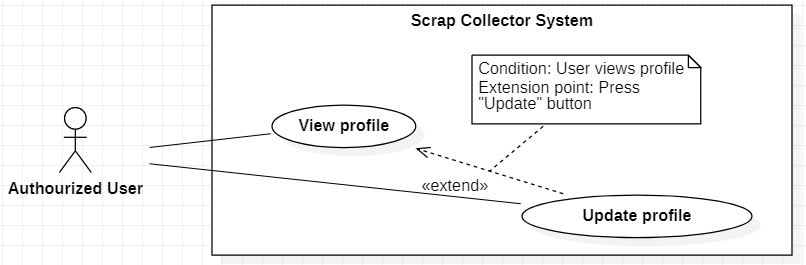 Scrap Collector System
Condition: User views profile
Extension point: Press
"Update" button
View profile
Authourized User
«extend»
Update profile